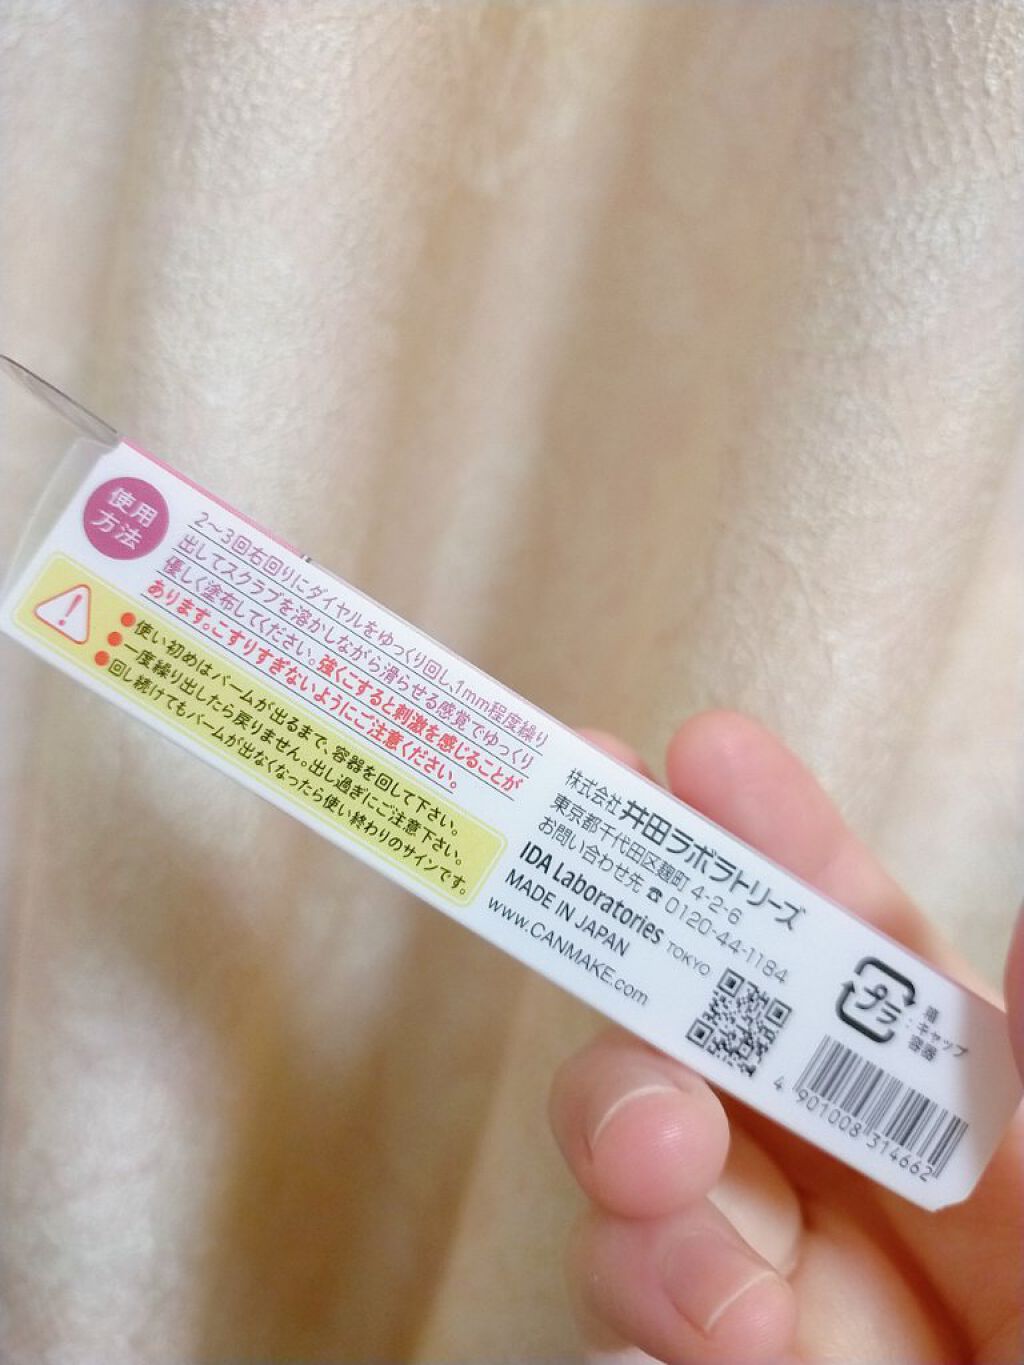 使用
方法
2～3回右回りにダイヤルをゆっくり回し、1mm程度繰り
出してスクラブを溶かしながら滑らせる感覚でゆっくり
優しく塗布してください。強くこすると刺激を感じることが
あります。こすりすぎないようにご注意ください。
●使い初めはバームが出るまで、容器を回して下さい。
●一度繰り出したら戻りません。出し過ぎにご注意下さい。
●回し続けてもバームが出なくなったら使い終わりのサインです。
株式会社 井田ラボラトリーズ
東京都千代田区麹町 4-2-6
お問い合わせ先 ☎ 0120-44-1184
IDA Laboratories TOKYO
MADE IN JAPAN
www.CANMAKE.com
プラ
:キャップ
容器
4 901008 314662